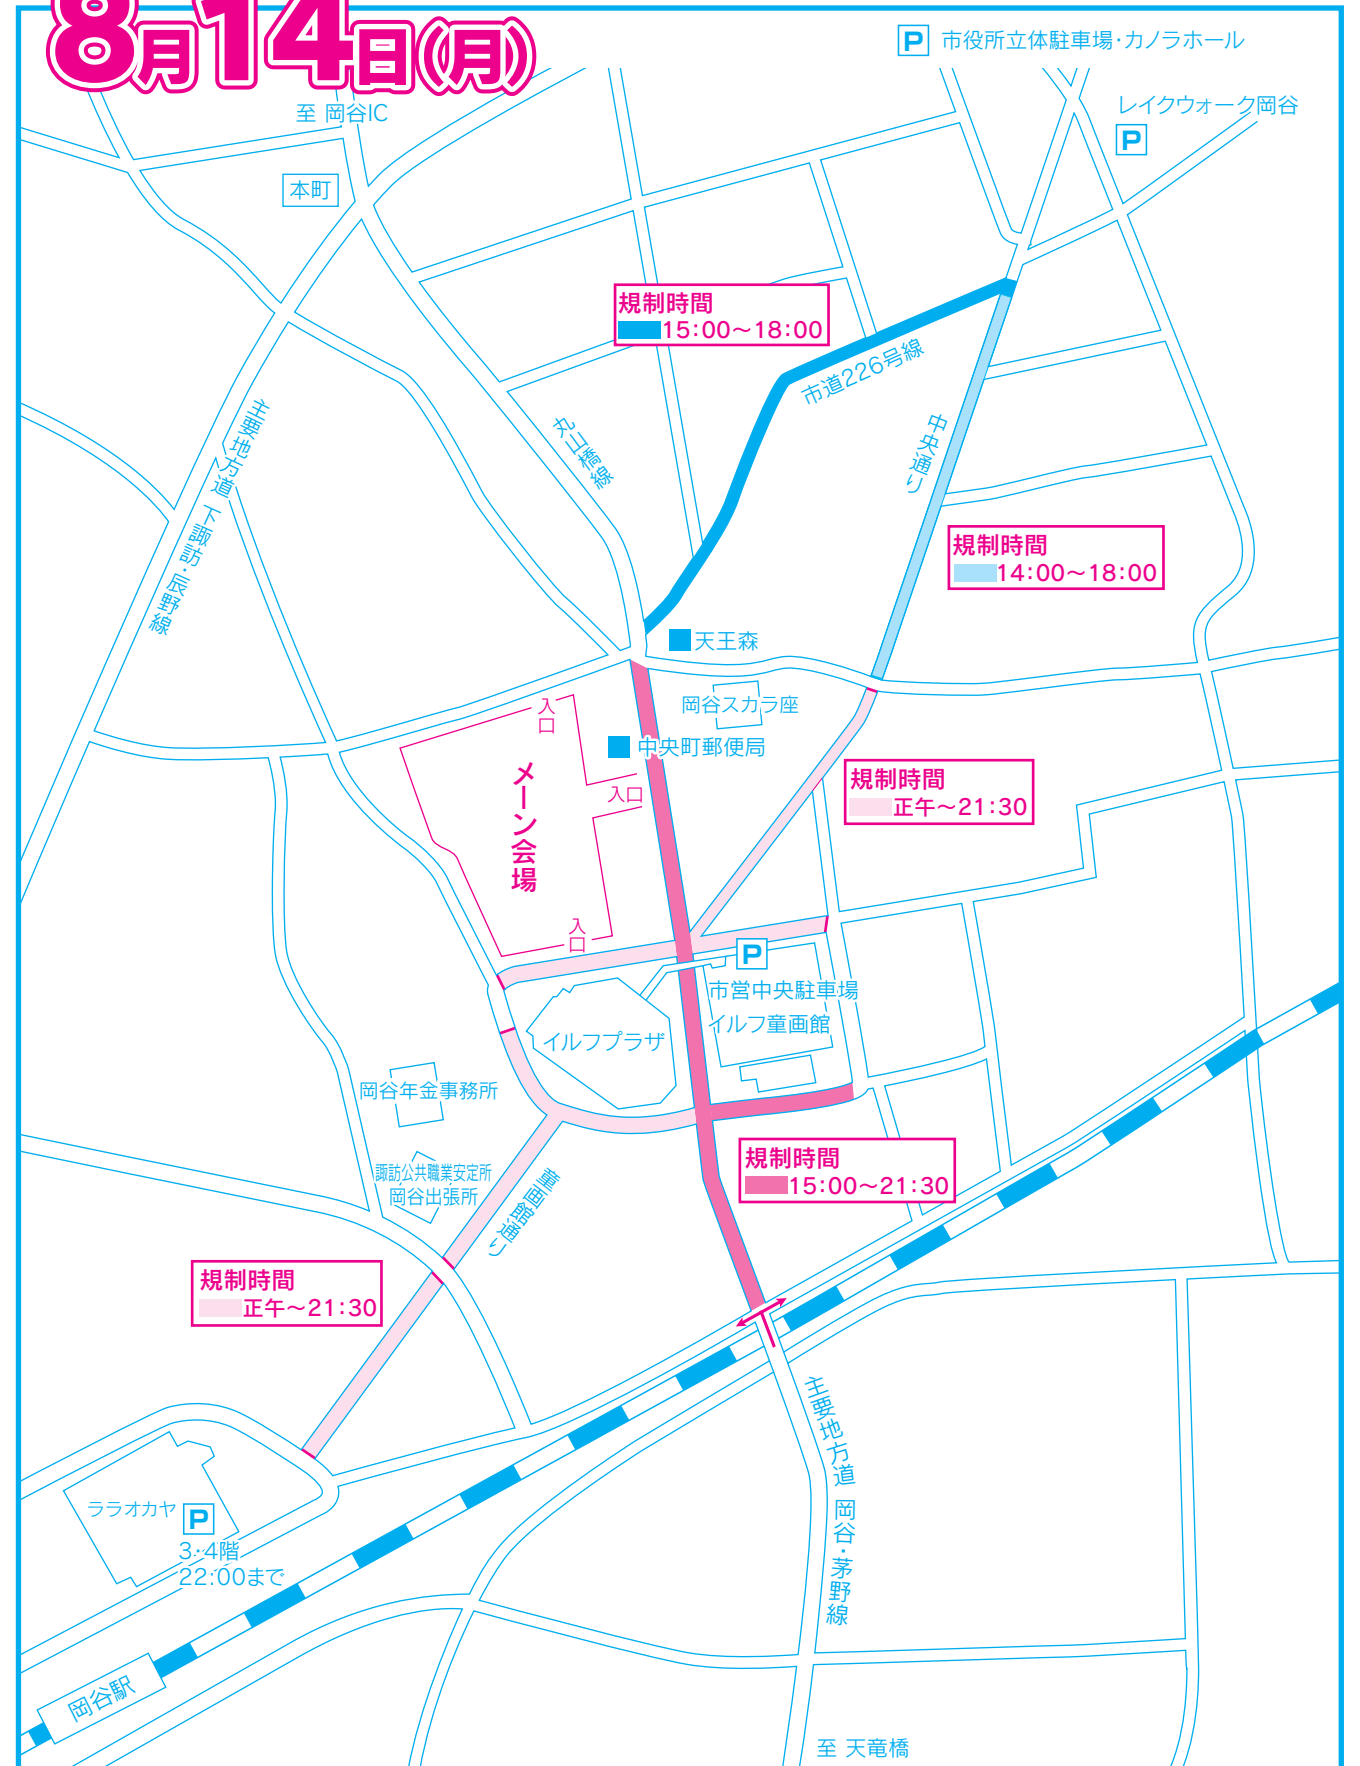 8月14日(月)
P 市役所立体駐車場・カノラホール
至 岡谷IC
レイクウォーク岡谷
P
本町
規制時間
15:00〜18:00
市道226号線
主要地方道 下諏訪・辰野線
丸山橋線
中央通り
規制時間
14:00〜18:00
天王森
岡谷スカラ座
入口
中央町郵便局
メーン会場
入口
規制時間
正午〜21:30
入口
P
市営中央駐車場
イルフ童画館
イルフプラザ
岡谷年金事務所
諏訪公共職業安定所
岡谷出張所
童画館通り
規制時間
15:00〜21:30
規制時間
正午〜21:30
主要地方道 岡谷・茅野線
ララオカヤ
P
3・4階
22:00まで
岡谷駅
至 天竜橋